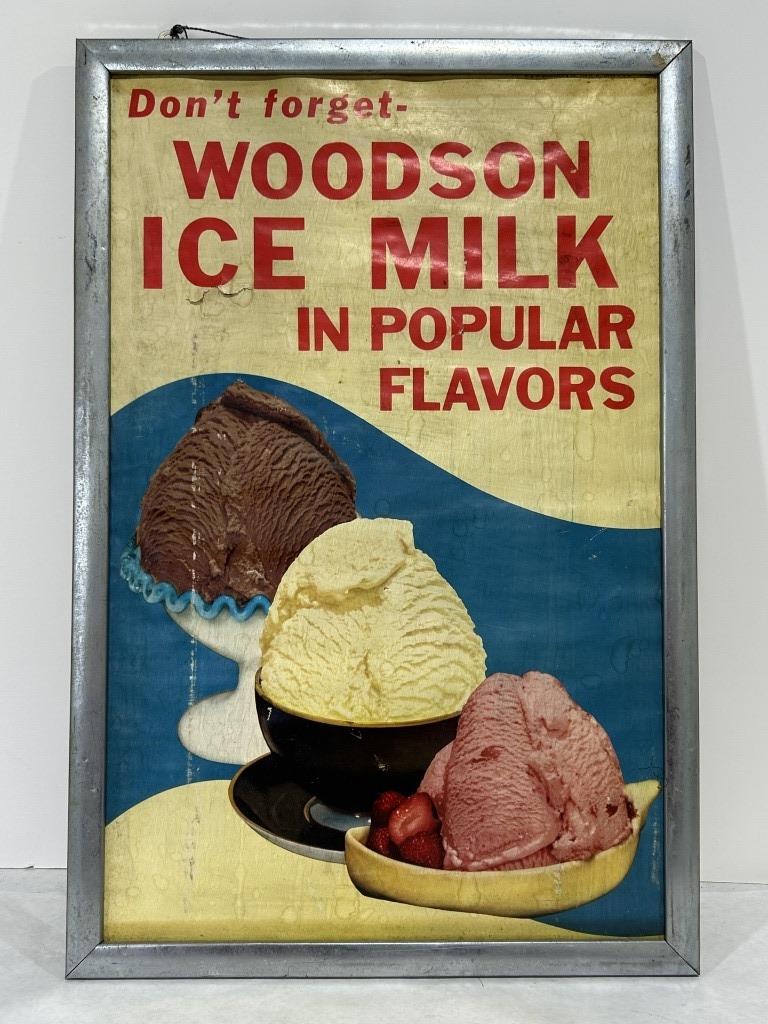 Don't forget-
WOODSON
ICE MILK
IN POPULAR
FLAVORS